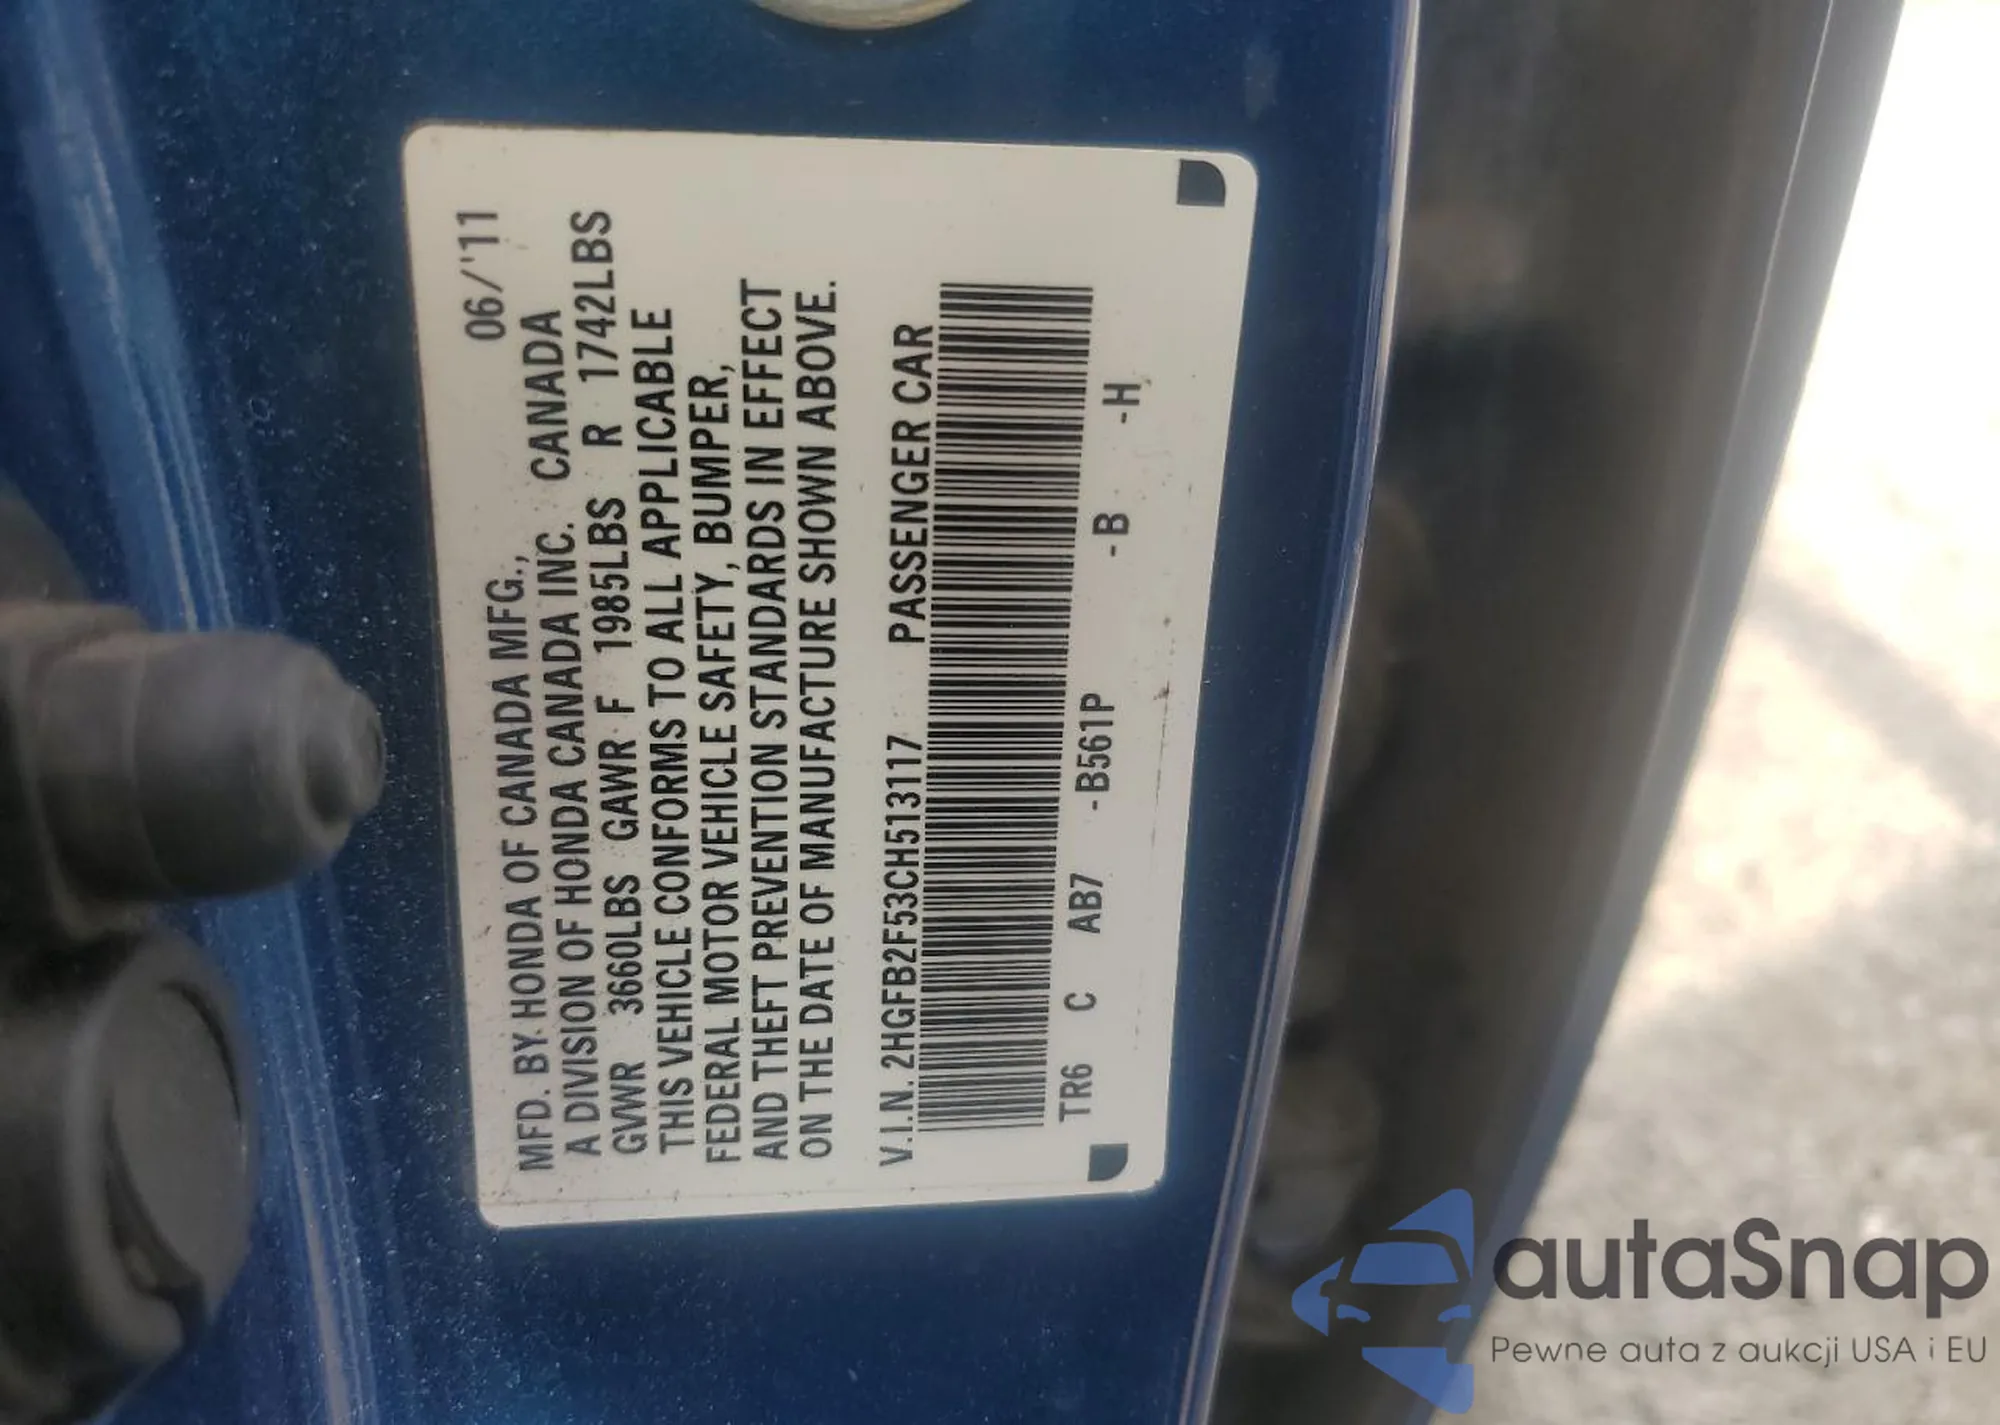 06/'11
MFD. BY HONDA OF CANADA MFG.,
A DIVISION OF HONDA CANADA INC. CANADA
GVWR 3660LBS GAWR F 1985LBS R 1742LBS
THIS VEHICLE CONFORMS TO ALL APPLICABLE
FEDERAL MOTOR VEHICLE SAFETY, BUMPER,
AND THEFT PREVENTION STANDARDS IN EFFECT
ON THE DATE OF MANUFACTURE SHOWN ABOVE.
V.I.N. 2HGFB2F53CH513117 PASSENGER CAR
TR6 C AB7 -B561P -B -H
autaSnap
Pewne auta z aukcji USA i EU